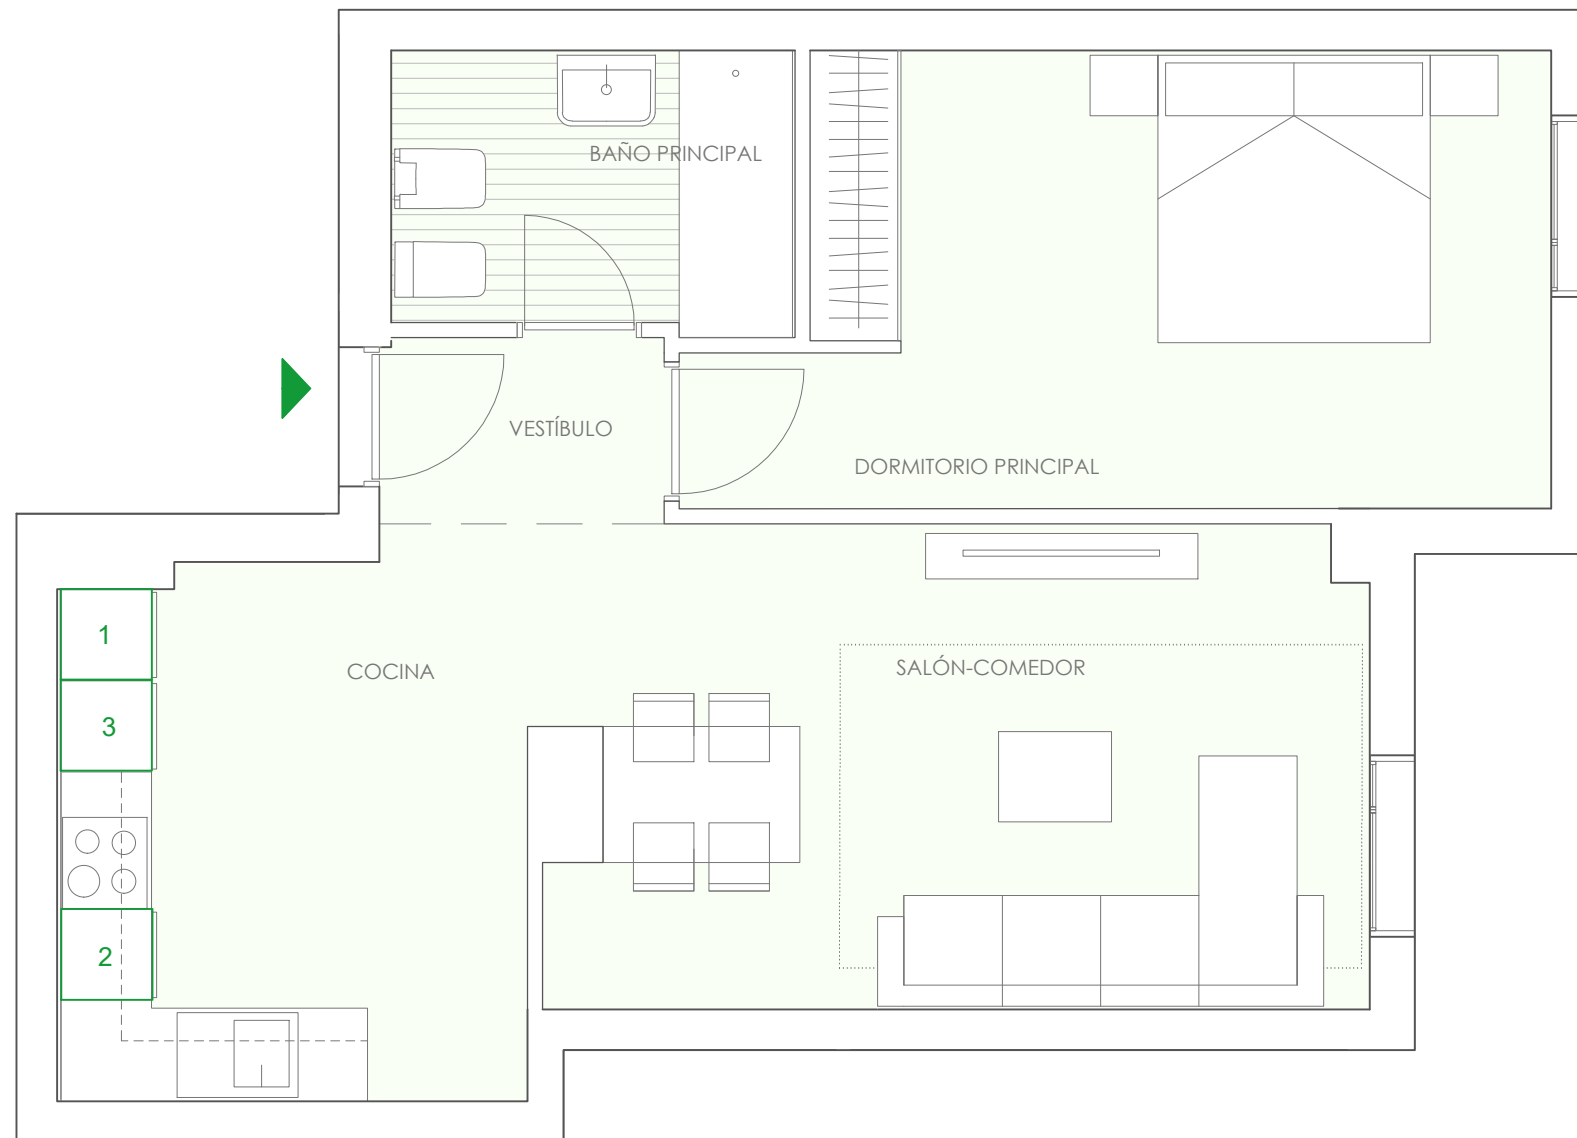 BAÑO PRINCIPAL
VESTÍBULO
DORMITORIO PRINCIPAL
1
COCINA
SALÓN-COMEDOR
3
2